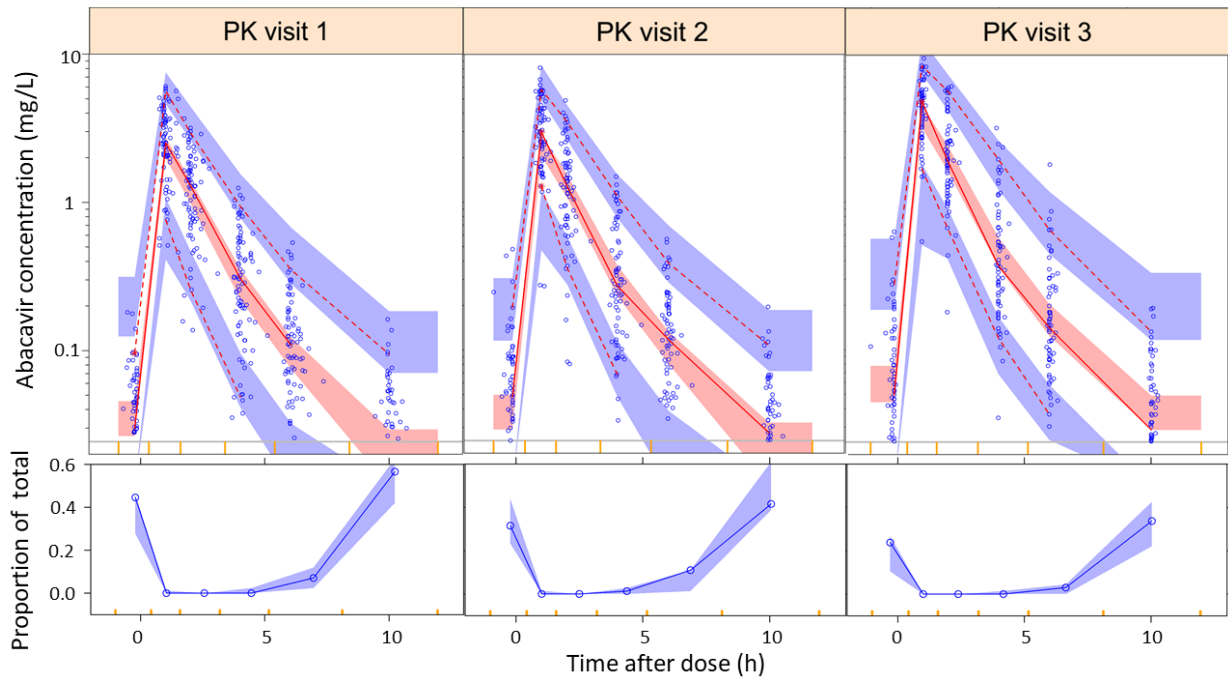 PK visit 1 PK visit 2 PK visit 3
Abacavir concentration (mg/L)
10
1
0.1
Proportion of total
0.6
0.4
0.2
0.0
0 5 10 0 5 10 0 5 10
Time after dose (h)